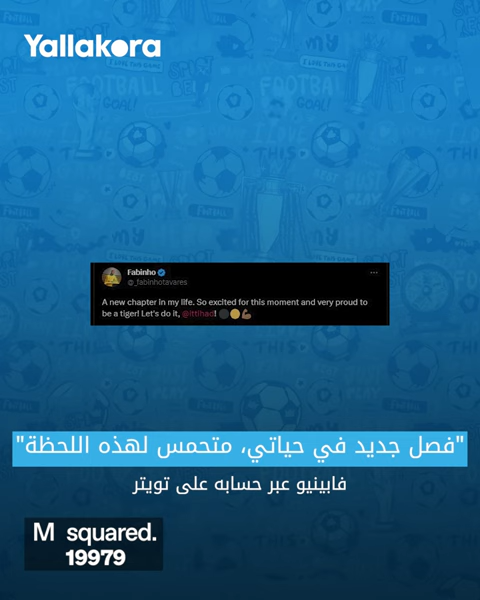 Yallakora
Fabinho
@_fabinhotavares
A new chapter in my life. So excited for this moment and very proud to
be a tiger! Let's do it, @ittihad! ⚫🟡💪🏾
"فصل جديد في حياتي، متحمس لهذه اللحظة"
فابينيو عبر حسابه على تويتر
M squared.
19979